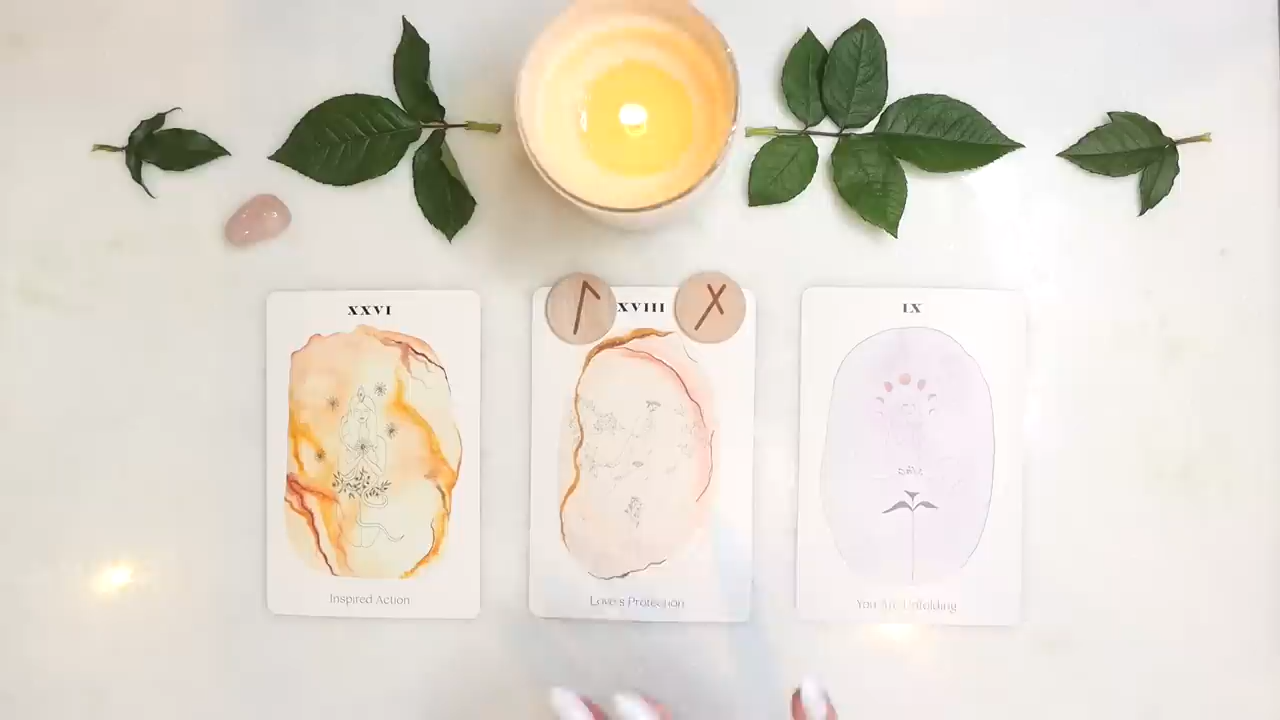 XXVI
XVIII
IX
Inspired Action
Love's Protection
You Are Unfolding